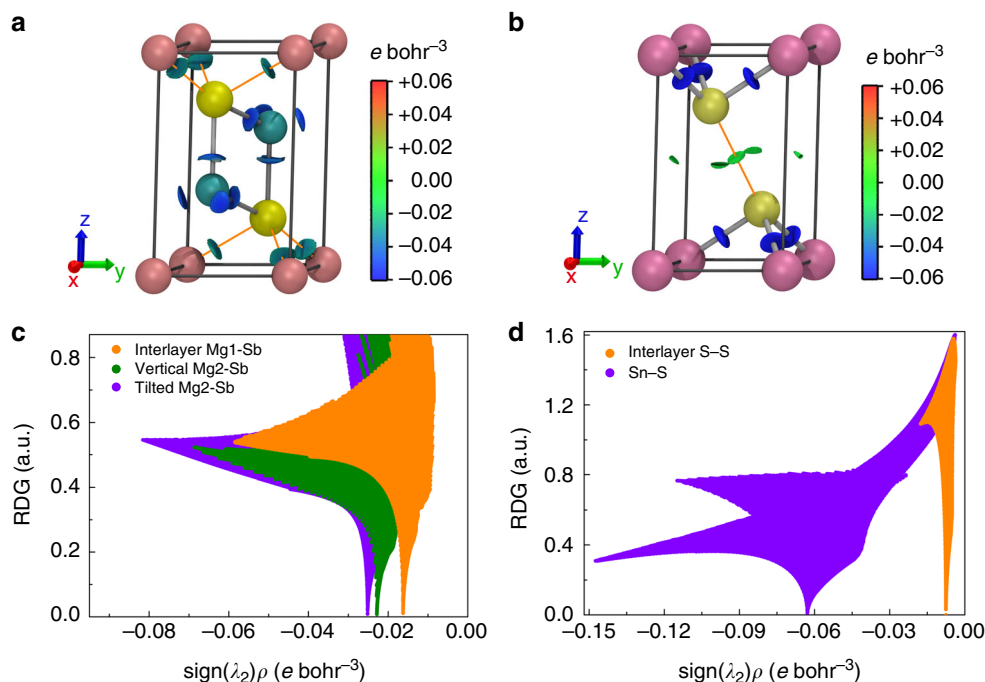 a
e bohr⁻³
+0.06
+0.04
+0.02
0.00
−0.02
−0.04
−0.06
z
x
y
b
e bohr⁻³
+0.06
+0.04
+0.02
0.00
−0.02
−0.04
−0.06
z
x
y
c
Interlayer Mg1-Sb
Vertical Mg2-Sb
Tilted Mg2-Sb
RDG (a.u.)
0.8
0.6
0.4
0.2
0.0
−0.08 −0.06 −0.04 −0.02 0.00
sign(λ₂)ρ (e bohr⁻³)
d
Interlayer S–S
Sn–S
RDG (a.u.)
1.6
1.2
0.8
0.4
0.0
−0.15 −0.12 −0.09 −0.06 −0.03 0.00
sign(λ₂)ρ (e bohr⁻³)